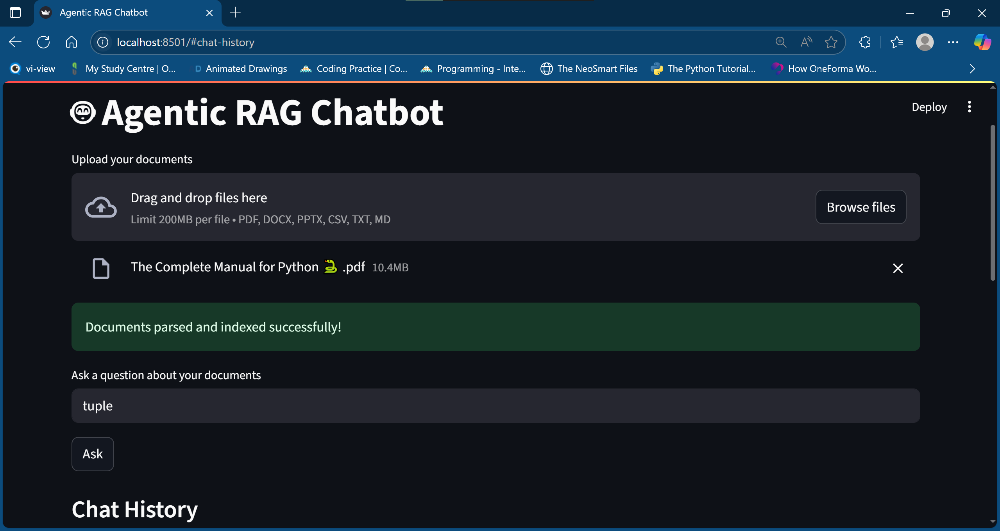 Agentic RAG Chatbot
localhost:8501/#chat-history
vi-view
My Study Centre | O...
Animated Drawings
Coding Practice | Co...
Programming - Inte...
The NeoSmart Files
The Python Tutorial...
How OneForma Wo...
Agentic RAG Chatbot
Deploy
Upload your documents
Drag and drop files here
Limit 200MB per file • PDF, DOCX, PPTX, CSV, TXT, MD
Browse files
The Complete Manual for Python 🐍 .pdf 10.4MB
Documents parsed and indexed successfully!
Ask a question about your documents
tuple
Ask
Chat History